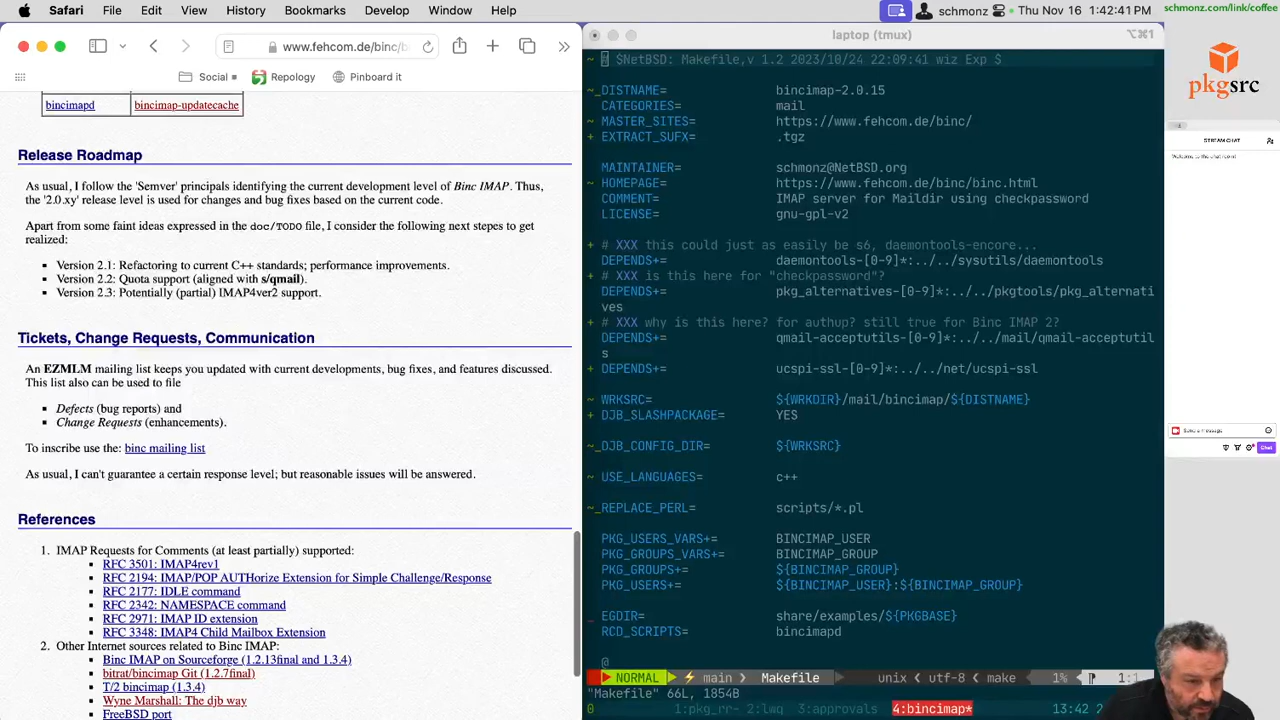 Safari File Edit View History Bookmarks Develop Window Help
schmonz Thu Nov 16 1:42:41 PM
schmonz.com/link/coffee
www.fehcom.de/binc/b
Social Repology Pinboard it
bincimapd bincimap-updatecache
Release Roadmap
As usual, I follow the 'Semver' principals identifying the current development level of Binc IMAP. Thus,
the '2.0.xy' release level is used for changes and bug fixes based on the current code.
Apart from some faint ideas expressed in the doc/TODO file, I consider the following next stepes to get
realized:
Version 2.1: Refactoring to current C++ standards; performance improvements.
Version 2.2: Quota support (aligned with s/qmail).
Version 2.3: Potentially (partial) IMAP4ver2 support.
Tickets, Change Requests, Communication
An EZMLM mailing list keeps you updated with current developments, bug fixes, and features discussed.
This list also can be used to file
Defects (bug reports) and
Change Requests (enhancements).
To inscribe use the: binc mailing list
As usual, I can't guarantee a certain response level; but reasonable issues will be answered.
References
1. IMAP Requests for Comments (at least partially) supported:
RFC 3501: IMAP4rev1
RFC 2194: IMAP/POP AUTHorize Extension for Simple Challenge/Response
RFC 2177: IDLE command
RFC 2342: NAMESPACE command
RFC 2971: IMAP ID extension
RFC 3348: IMAP4 Child Mailbox Extension
2. Other Internet sources related to Binc IMAP:
Binc IMAP on Sourceforge (1.2.13final and 1.3.4)
bitrat/bincimap Git (1.2.7final)
T/2 bincimap (1.3.4)
Wyne Marshall: The djb way
FreeBSD port
laptop (tmux)
⌥⌘1
~ # $NetBSD: Makefile,v 1.2 2023/10/24 22:09:41 wiz Exp $
~_DISTNAME= bincimap-2.0.15
CATEGORIES= mail
~ MASTER_SITES= https://www.fehcom.de/binc/
+ EXTRACT_SUFX= .tgz
MAINTAINER= schmonz@NetBSD.org
~ HOMEPAGE= https://www.fehcom.de/binc/binc.html
COMMENT= IMAP server for Maildir using checkpassword
LICENSE= gnu-gpl-v2
+ # XXX this could just as easily be s6, daemontools-encore...
+ DEPENDS+= daemontools-[0-9]*:../../sysutils/daemontools
+ # XXX is this here for "checkpassword"?
+ DEPENDS+= pkg_alternatives-[0-9]*:../../pkgtools/pkg_alternati
ves
+ # XXX why is this here? for authup? still true for Binc IMAP 2?
+ DEPENDS+= qmail-acceptutils-[0-9]*:../../mail/qmail-acceptutil
s
+ DEPENDS+= ucspi-ssl-[0-9]*:../../net/ucspi-ssl
~ WRKSRC= ${WRKDIR}/mail/bincimap/${DISTNAME}
+ DJB_SLASHPACKAGE= YES
~_DJB_CONFIG_DIR= ${WRKSRC}
~ USE_LANGUAGES= c++
~_REPLACE_PERL= scripts/*.pl
PKG_USERS_VARS+= BINCIMAP_USER
PKG_GROUPS_VARS+= BINCIMAP_GROUP
PKG_GROUPS+= ${BINCIMAP_GROUP}
PKG_USERS+= ${BINCIMAP_USER}:${BINCIMAP_GROUP}
_ EGDIR= share/examples/${PKGBASE}
RCD_SCRIPTS= bincimapd
@
NORMAL main Makefile unix < utf-8 < make 1% 1:1
"Makefile" 66L, 1854B
0 1:pkg_rr- 2:lwq 3:approvals 4:bincimap* 13:42 2
pkgsrc
STREAM CHAT
Welcome to the chat room!
Send a message
Chat